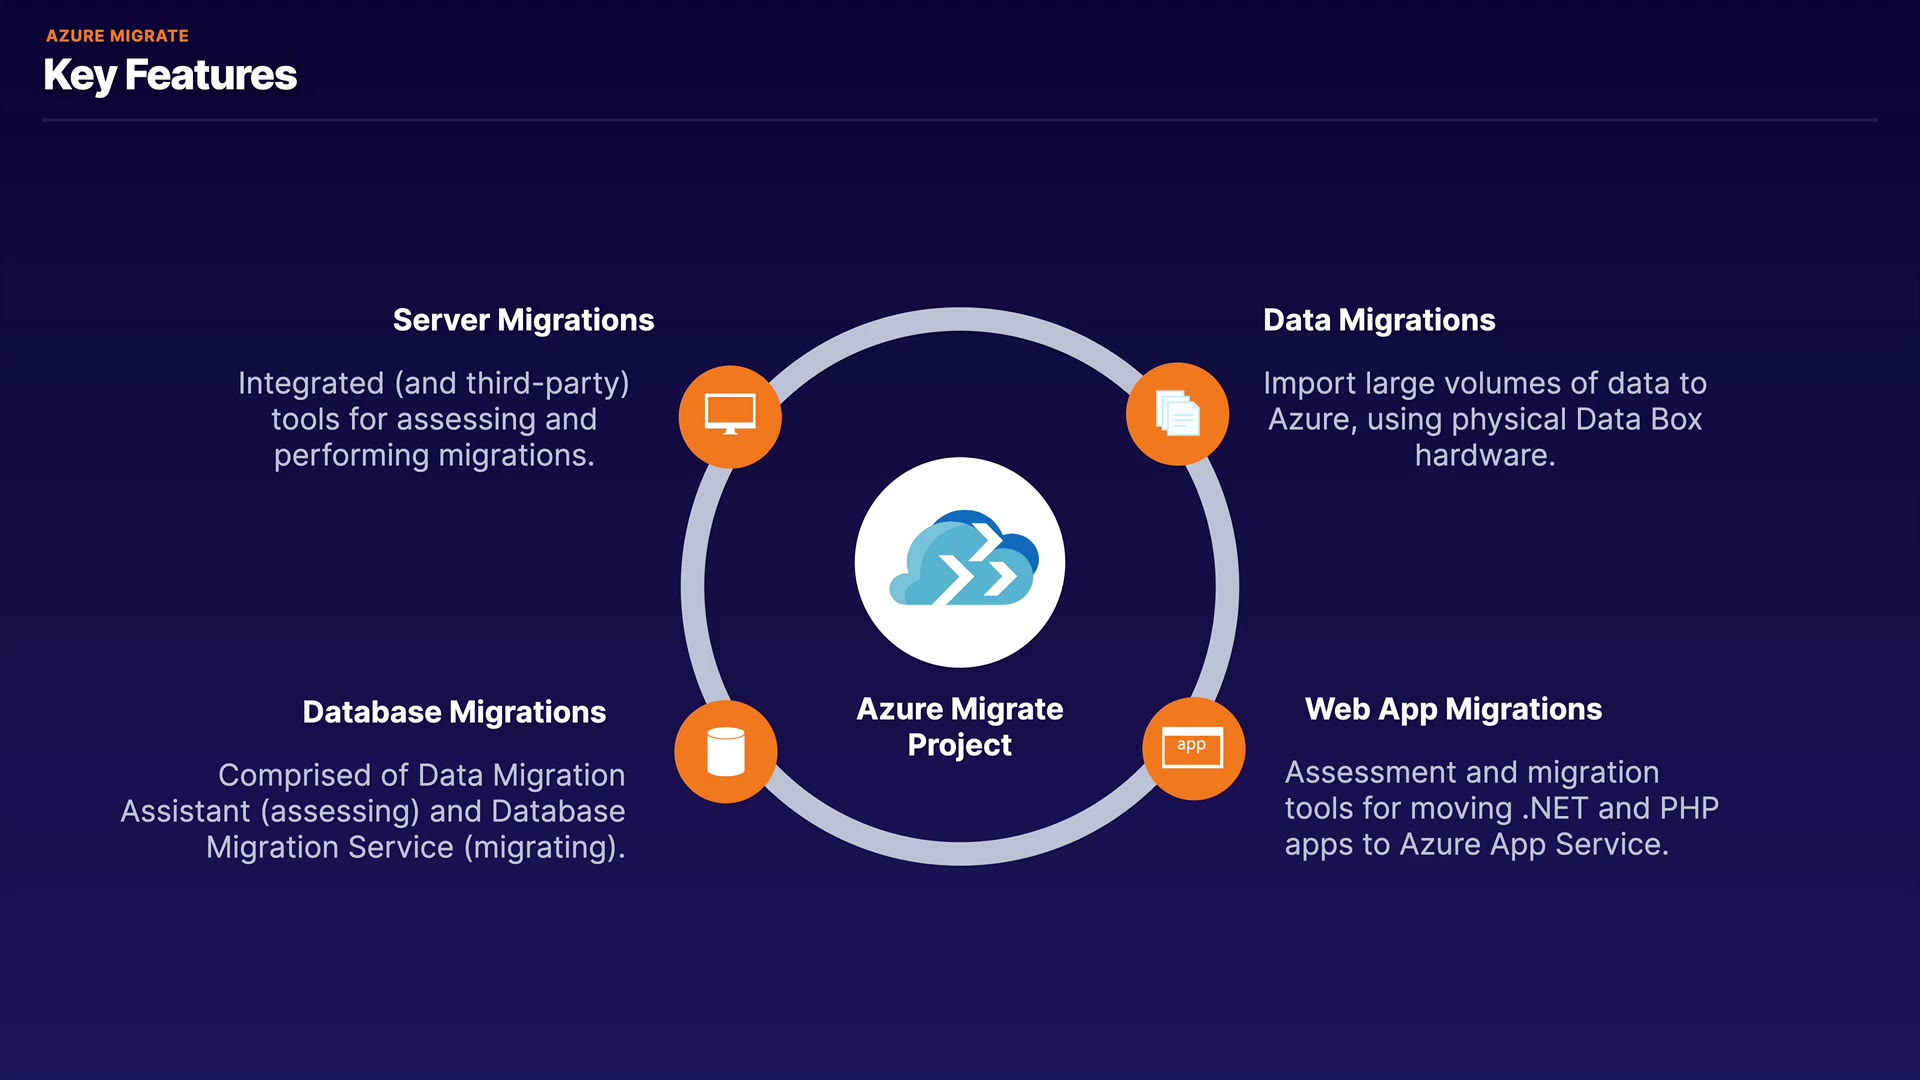 AZURE MIGRATE
Key Features
Server Migrations
Integrated (and third-party)
tools for assessing and
performing migrations.
Data Migrations
Import large volumes of data to
Azure, using physical Data Box
hardware.
Azure Migrate
Project
Database Migrations
Comprised of Data Migration
Assistant (assessing) and Database
Migration Service (migrating).
app
Web App Migrations
Assessment and migration
tools for moving .NET and PHP
apps to Azure App Service.